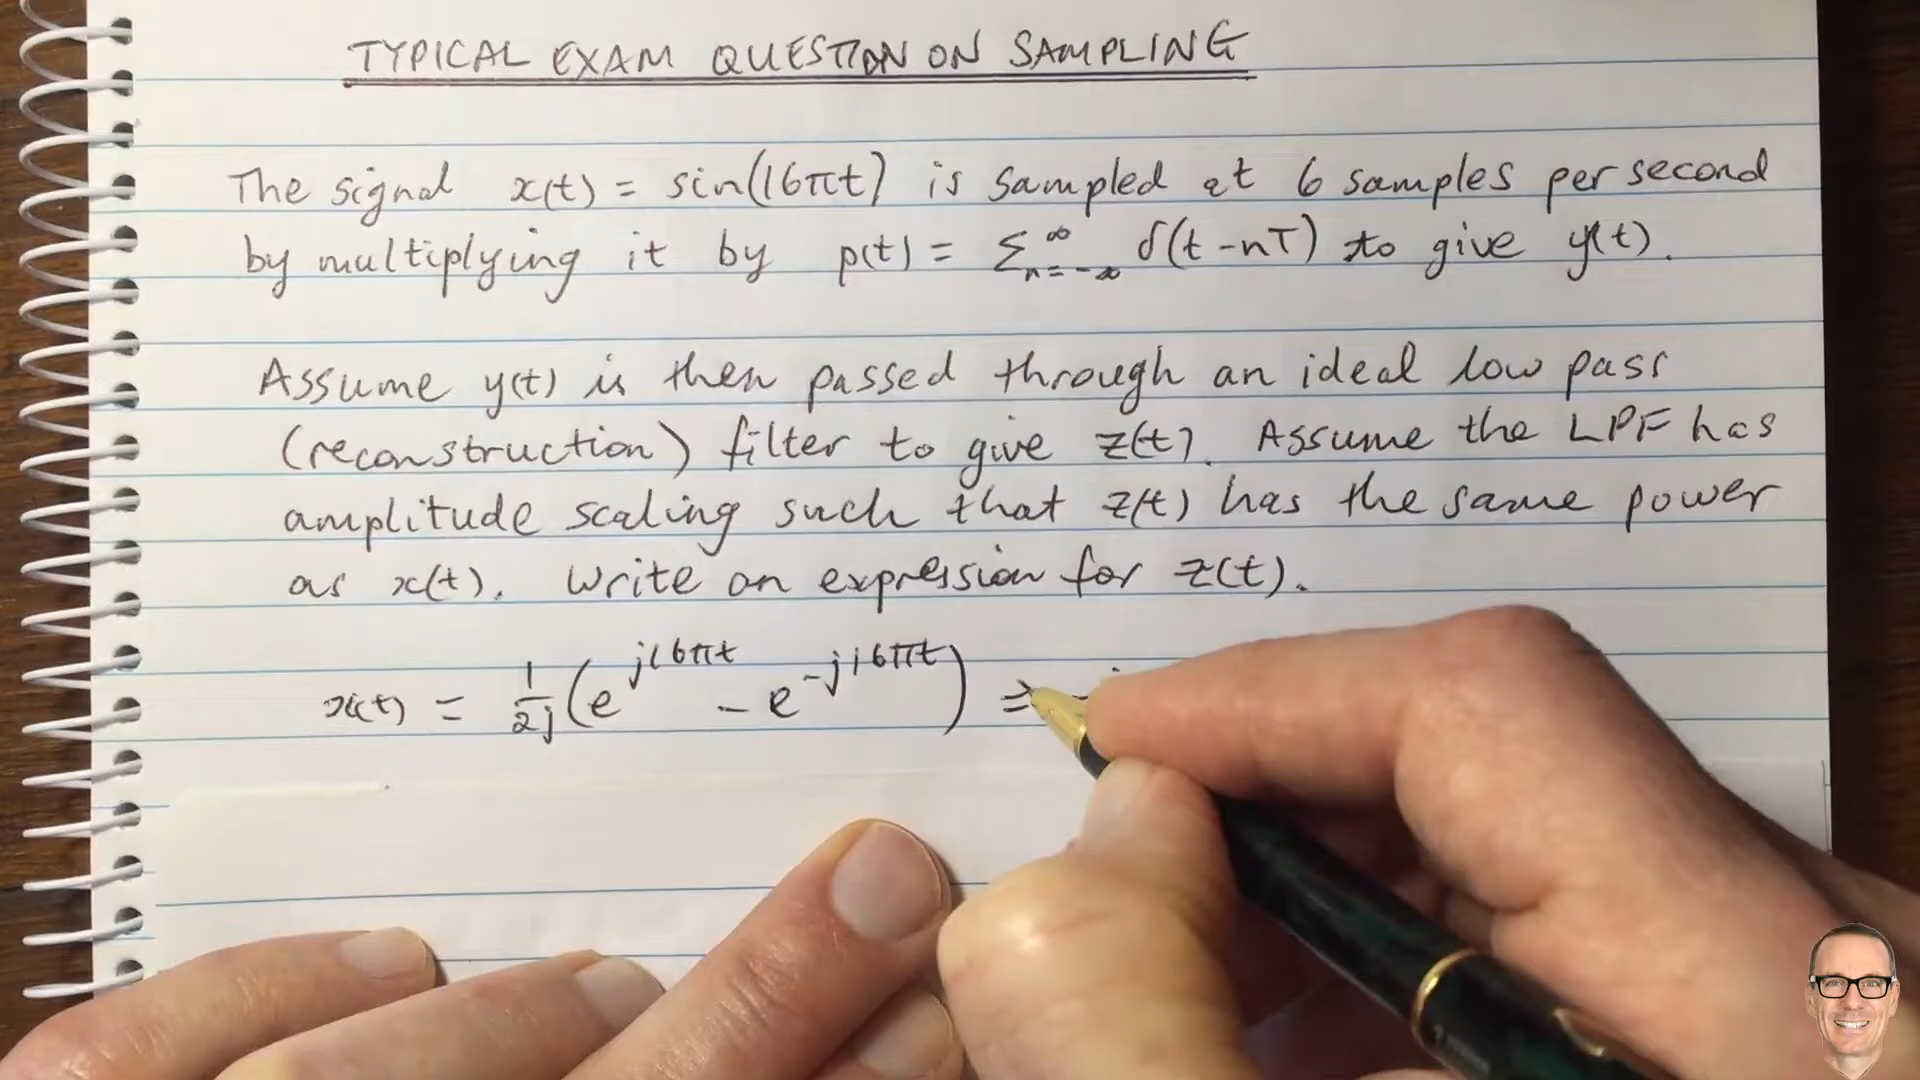 TYPICAL EXAM QUESTION ON SAMPLING
The signal x(t) = sin(16πt) is sampled at 6 samples per second
by multiplying it by p(t) = Σ_{n=-∞}^{∞} δ(t-nT) to give y(t).
Assume y(t) is then passed through an ideal low pass
(reconstruction) filter to give z(t). Assume the LPF has
amplitude scaling such that z(t) has the same power
as x(t). Write an expression for z(t).
x(t) = 1/2j (e^{j16πt} - e^{-j16πt}) ⇒